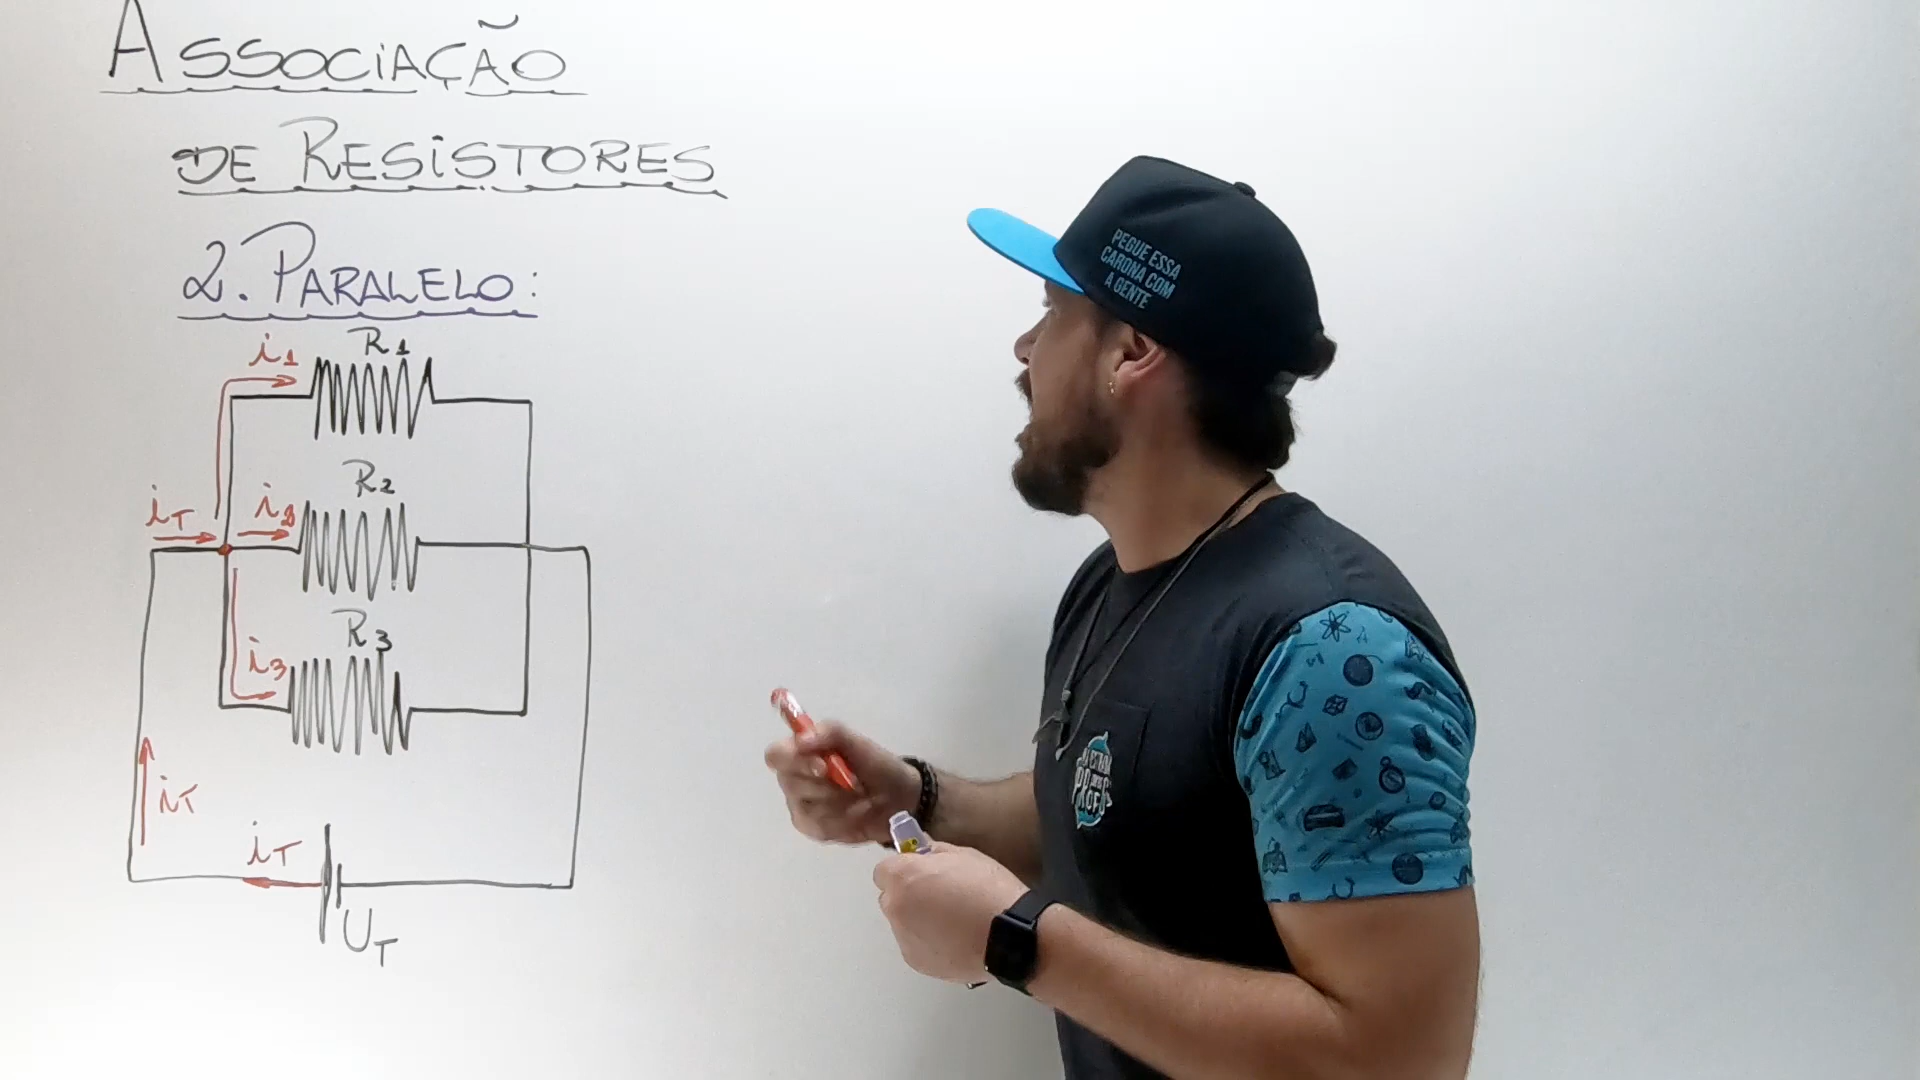 ASSOCIAÇÃO
DE RESISTORES
2. PARALELO:
i1
R1
R2
iT
i2
R3
i3
iT
iT
UT
PEGUE ESSA
CARONA COM
A GENTE
PROFS